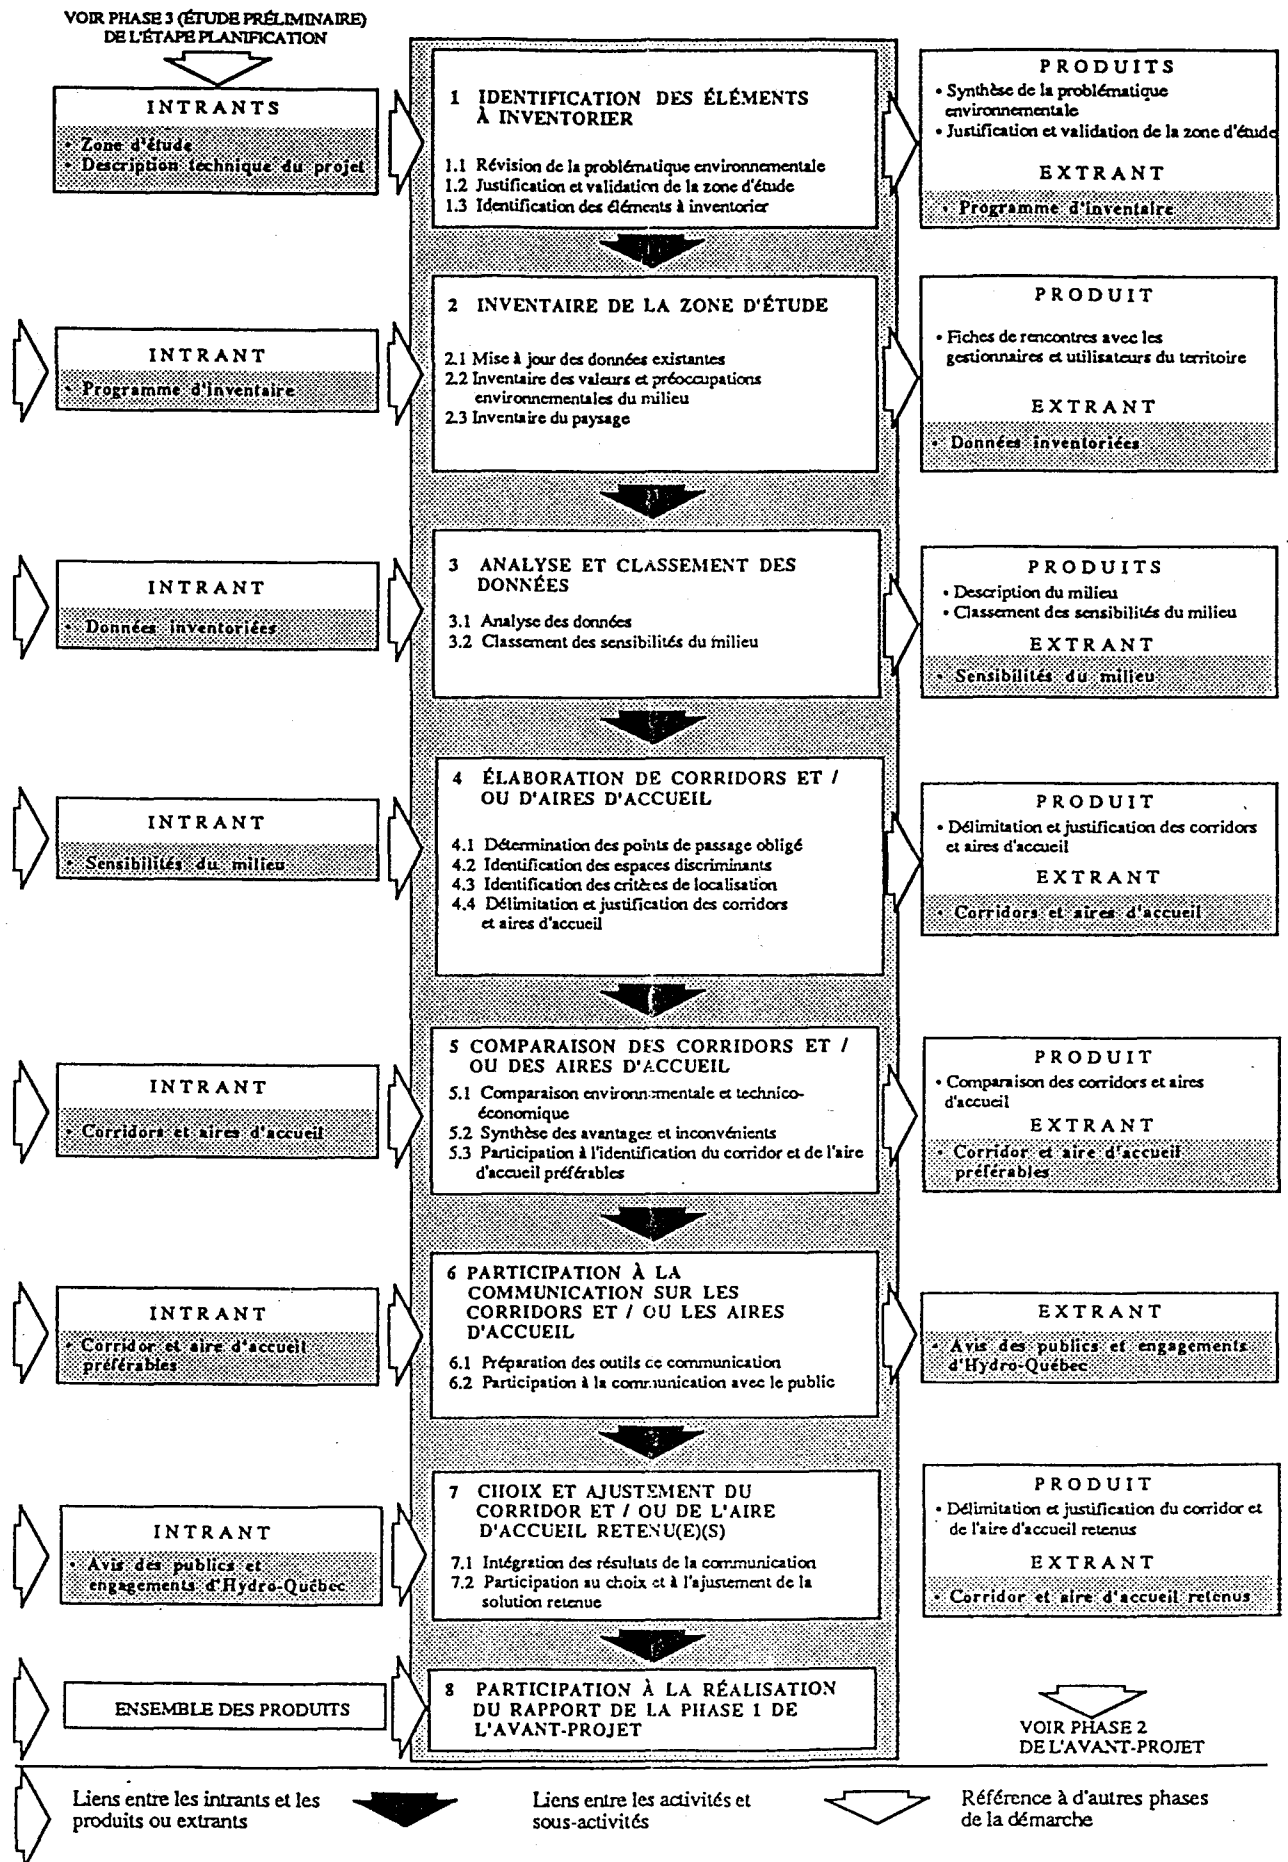 VOIR PHASE 3 (ÉTUDE PRÉLIMINAIRE)
DE L'ÉTAPE PLANIFICATION
INTRANTS
• Zone d'étude
• Description technique du projet
1 IDENTIFICATION DES ÉLÉMENTS
À INVENTORIER
1.1 Révision de la problématique environnementale
1.2 Justification et validation de la zone d'étude
1.3 Identification des éléments à inventorier
PRODUITS
• Synthèse de la problématique
environnementale
• Justification et validation de la zone d'étude
EXTRANT
• Programme d'inventaire
INTRANT
• Programme d'inventaire
2 INVENTAIRE DE LA ZONE D'ÉTUDE
2.1 Mise à jour des données existantes
2.2 Inventaire des valeurs et préoccupations
environnementales du milieu
2.3 Inventaire du paysage
PRODUIT
• Fiches de rencontres avec les
gestionnaires et utilisateurs du territoire
EXTRANT
• Données inventoriées
INTRANT
• Données inventoriées
3 ANALYSE ET CLASSEMENT DES
DONNÉES
3.1 Analyse des données
3.2 Classement des sensibilités du milieu
PRODUITS
• Description du milieu
• Classement des sensibilités du milieu
EXTRANT
• Sensibilités du milieu
INTRANT
• Sensibilités du milieu
4 ÉLABORATION DE CORRIDORS ET /
OU D'AIRES D'ACCUEIL
4.1 Détermination des points de passage obligé
4.2 Identification des espaces discriminants
4.3 Identification des critères de localisation
4.4 Délimitation et justification des corridors
et aires d'accueil
PRODUIT
• Délimitation et justification des corridors
et aires d'accueil
EXTRANT
• Corridors et aires d'accueil
INTRANT
• Corridors et aires d'accueil
5 COMPARAISON DES CORRIDORS ET /
OU DES AIRES D'ACCUEIL
5.1 Comparaison environnementale et technico-
économique
5.2 Synthèse des avantages et inconvénients
5.3 Participation à l'identification du corridor et de l'aire
d'accueil préférables
PRODUIT
• Comparaison des corridors et aires
d'accueil
EXTRANT
• Corridor et aire d'accueil
préférables
INTRANT
• Corridor et aire d'accueil
préférables
6 PARTICIPATION À LA
COMMUNICATION SUR LES
CORRIDORS ET / OU LES AIRES
D'ACCUEIL
6.1 Préparation des outils de communication
6.2 Participation à la communication avec le public
EXTRANT
• Avis des publics et engagements
d'Hydro-Québec
INTRANT
• Avis des publics et
engagements d'Hydro-Québec
7 CHOIX ET AJUSTEMENT DU
CORRIDOR ET / OU DE L'AIRE
D'ACCUEIL RETENU(E)(S)
7.1 Intégration des résultats de la communication
7.2 Participation au choix et à l'ajustement de la
solution retenue
PRODUIT
• Délimitation et justification du corridor et
de l'aire d'accueil retenus
EXTRANT
• Corridor et aire d'accueil retenus
ENSEMBLE DES PRODUITS
8 PARTICIPATION À LA RÉALISATION
DU RAPPORT DE LA PHASE 1 DE
L'AVANT-PROJET
VOIR PHASE 2
DE L'AVANT-PROJET
Liens entre les intrants et les
produits ou extrants
Liens entre les activités et
sous-activités
Référence à d'autres phases
de la démarche